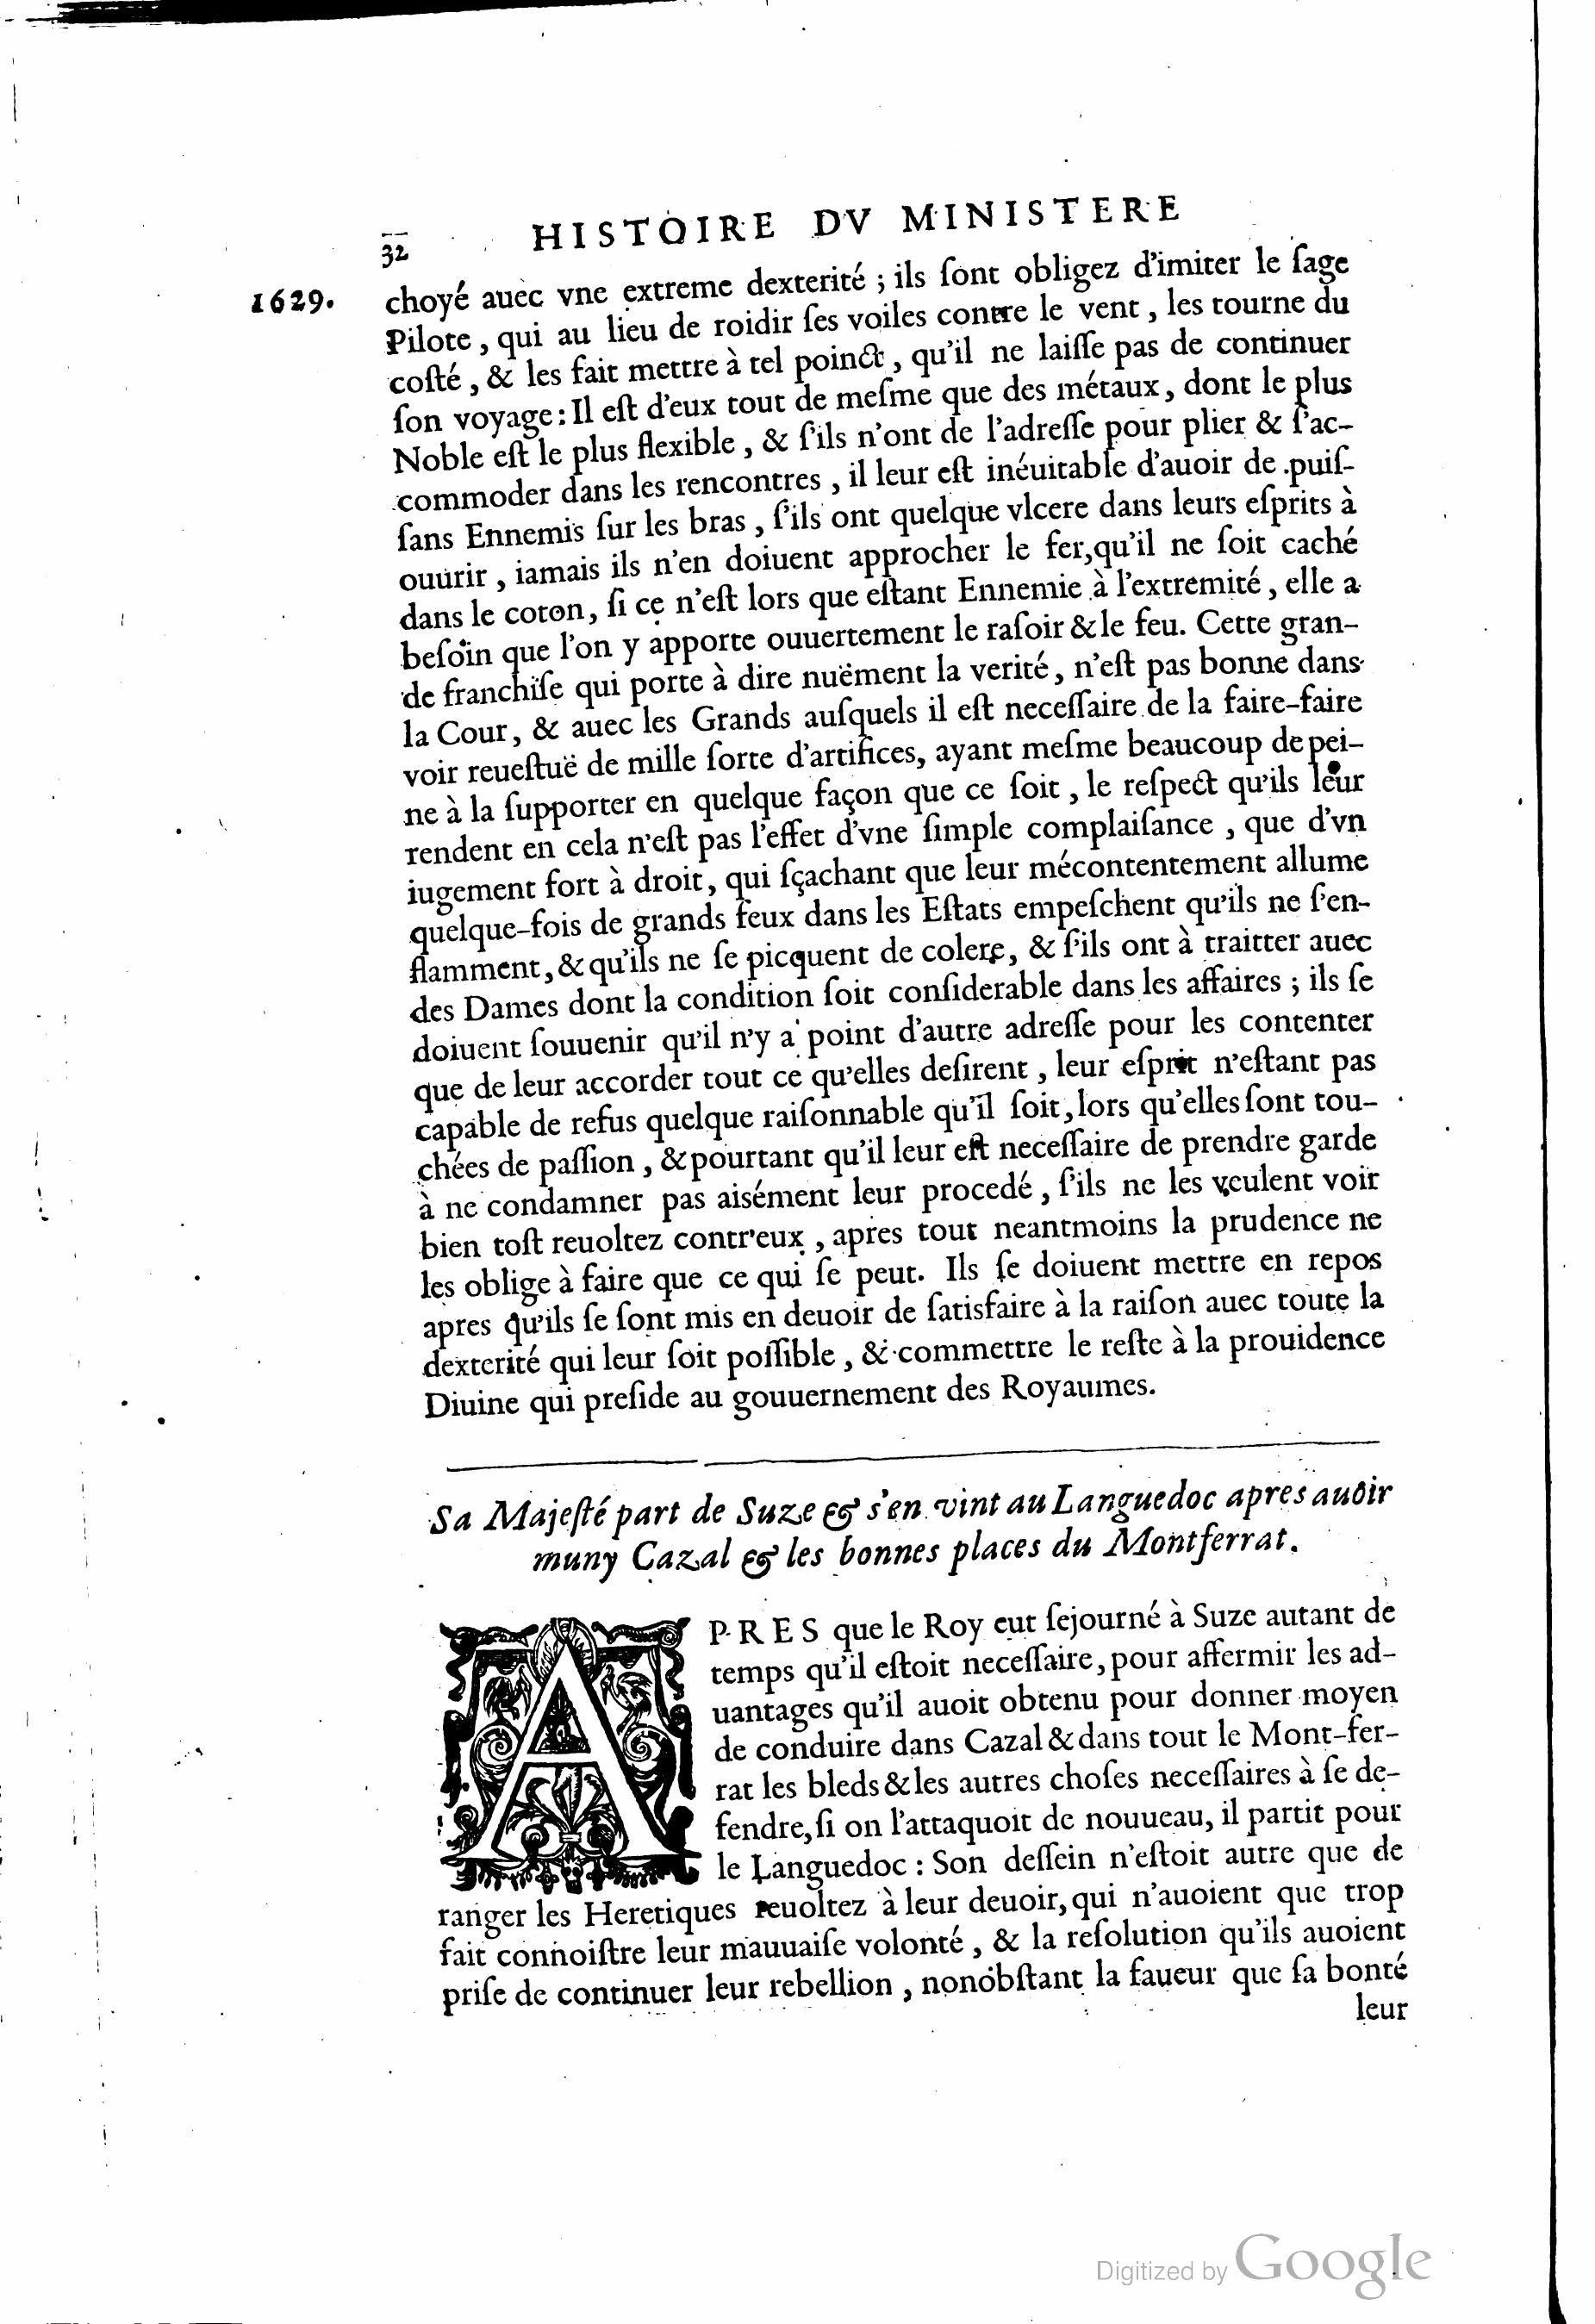 32 HISTOIRE DV MINISTERE
1629. choyé auec vne extreme dexterité ; ils ſont obligez d'imiter le ſage
Pilote, qui au lieu de roidir ſes voiles contre le vent, les tourne du
coſté, & les fait mettre à tel poinct, qu'il ne laiſſe pas de continuer
ſon voyage : Il eſt d'eux tout de meſme que des métaux, dont le plus
Noble eſt le plus flexible, & ſ'ils n'ont de l'adreſſe pour plier & ſ'ac-
commoder dans les rencontres, il leur eſt inéuitable d'auoir de puiſ-
ſans Ennemis ſur les bras, ſ'ils ont quelque vlcere dans leurs eſprits à
ouurir, iamais ils n'en doiuent approcher le fer, qu'il ne ſoit caché
dans le coton, ſi ce n'eſt lors que eſtant Ennemie à l'extremité, elle a
beſoin que l'on y apporte ouuertement le raſoir & le feu. Cette gran-
de franchiſe qui porte à dire nuëment la verité, n'eſt pas bonne dans
la Cour, & auec les Grands auſquels il eſt neceſſaire de la faire-faire
voir reueſtuë de mille ſorte d'artifices, ayant meſme beaucoup de pei-
ne à la ſupporter en quelque façon que ce ſoit, le reſpect qu'ils leur
rendent en cela n'eſt pas l'effet d'vne ſimple complaiſance, que d'vn
iugement fort à droit, qui ſçachant que leur mécontentement allume
quelque-fois de grands feux dans les Eſtats empeſchent qu'ils ne ſ'en-
flamment, & qu'ils ne ſe picquent de colere, & ſ'ils ont à traitter auec
des Dames dont la condition ſoit conſiderable dans les affaires ; ils ſe
doiuent ſouuenir qu'il n'y a point d'autre adreſſe pour les contenter
que de leur accorder tout ce qu'elles deſirent, leur eſprit n'eſtant pas
capable de refus quelque raiſonnable qu'il ſoit, lors qu'elles ſont tou-
chées de paſſion, & pourtant qu'il leur eſt neceſſaire de prendre garde
à ne condamner pas aisément leur procedé, ſ'ils ne les veulent voir
bien toſt reuoltez contr'eux, apres tout neantmoins la prudence ne
les oblige à faire que ce qui ſe peut. Ils ſe doiuent mettre en repos
apres qu'ils ſe ſont mis en deuoir de ſatisfaire à la raiſon auec toute la
dexterité qui leur ſoit poſſible, & commettre le reſte à la prouidence
Diuine qui preſide au gouuernement des Royaumes.
Sa Majeſté part de Suze & s'en vint au Languedoc apres auoir
muny Cazal & les bonnes places du Montferrat.
APRES que le Roy eut ſejourné à Suze autant de
temps qu'il eſtoit neceſſaire, pour affermir les ad-
uantages qu'il auoit obtenu pour donner moyen
de conduire dans Cazal & dans tout le Mont-fer-
rat les bleds & les autres choſes neceſſaires à ſe de-
fendre, ſi on l'attaquoit de nouueau, il partit pour
le Languedoc : Son deſſein n'eſtoit autre que de
ranger les Heretiques reuoltez à leur deuoir, qui n'auoient que trop
fait connoiſtre leur mauuaiſe volonté, & la reſolution qu'ils auoient
priſe de continuer leur rebellion, nonobſtant la faueur que ſa bonté
leur
Digitized by Google